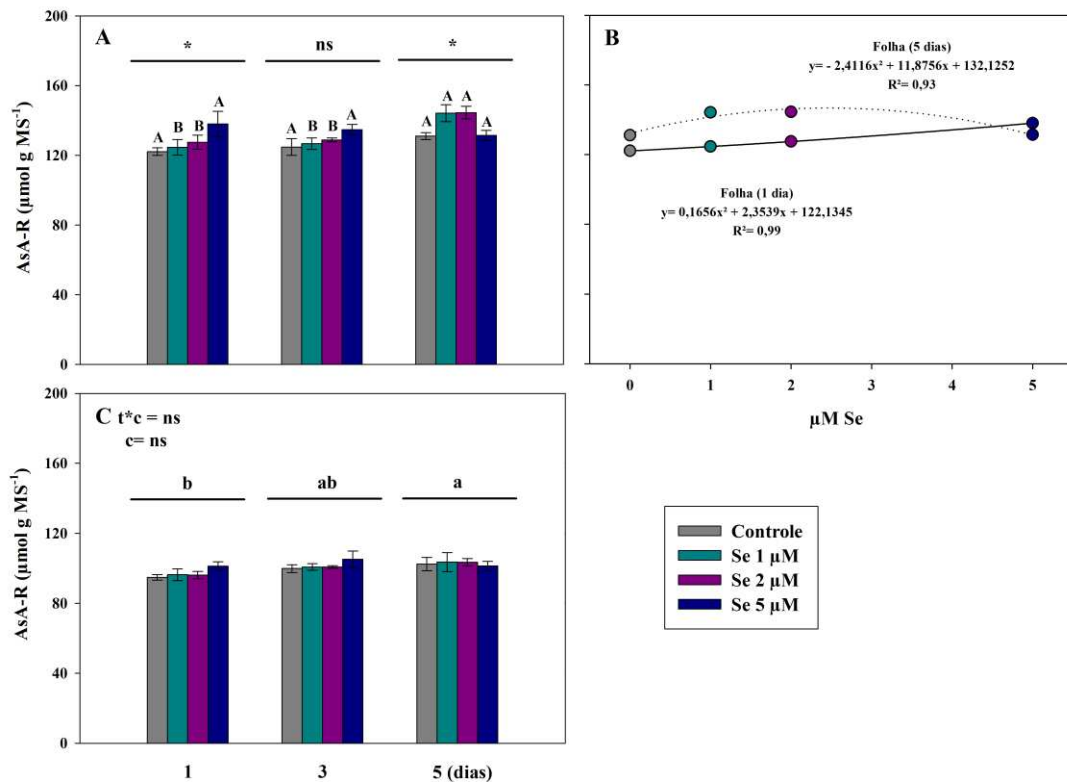 A
AsA-R (µmol g MS⁻¹)
200
160
120
80
40
0
*
ns
*
A B B A
A B B A
A A A A
B
Folha (5 dias)
y= - 2,4116x² + 11,8756x + 132,1252
R²= 0,93
Folha (1 dia)
y= 0,1656x² + 2,3539x + 122,1345
R²= 0,99
0 1 2 3 4 5
µM Se
C t*c = ns
c= ns
AsA-R (µmol g MS⁻¹)
200
160
120
80
40
0
b
ab
a
1 3 5 (dias)
Controle
Se 1 µM
Se 2 µM
Se 5 µM